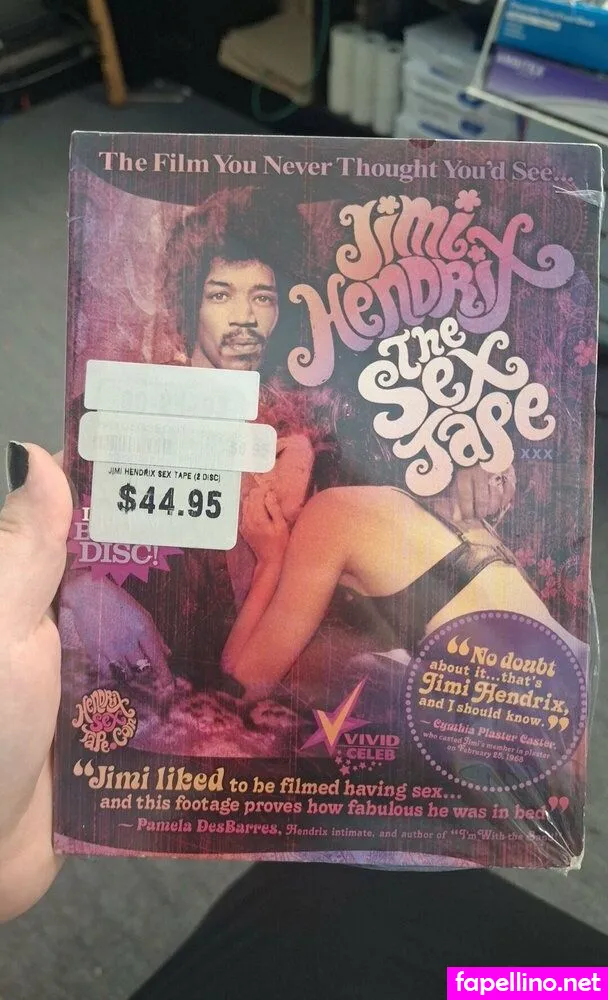 The Film You Never Thought You'd See...
Jimi
Hendrix
The
Sex
Tape
XXX
JIMI HENDRIX SEX TAPE (2 DISC)
$44.95
DISC!
“No doubt
about it...that's
Jimi Hendrix,
and I should know.”
— Cynthia Plaster Caster,
who casted Jimi's member in plaster
on February 25, 1968
Hendrix
Sex
Tape.com
VIVID
CELEB
“Jimi liked to be filmed having sex...
and this footage proves how fabulous he was in bed”
— Pamela DesBarres, Hendrix intimate, and author of “I'm With the Band”
fapellino.net